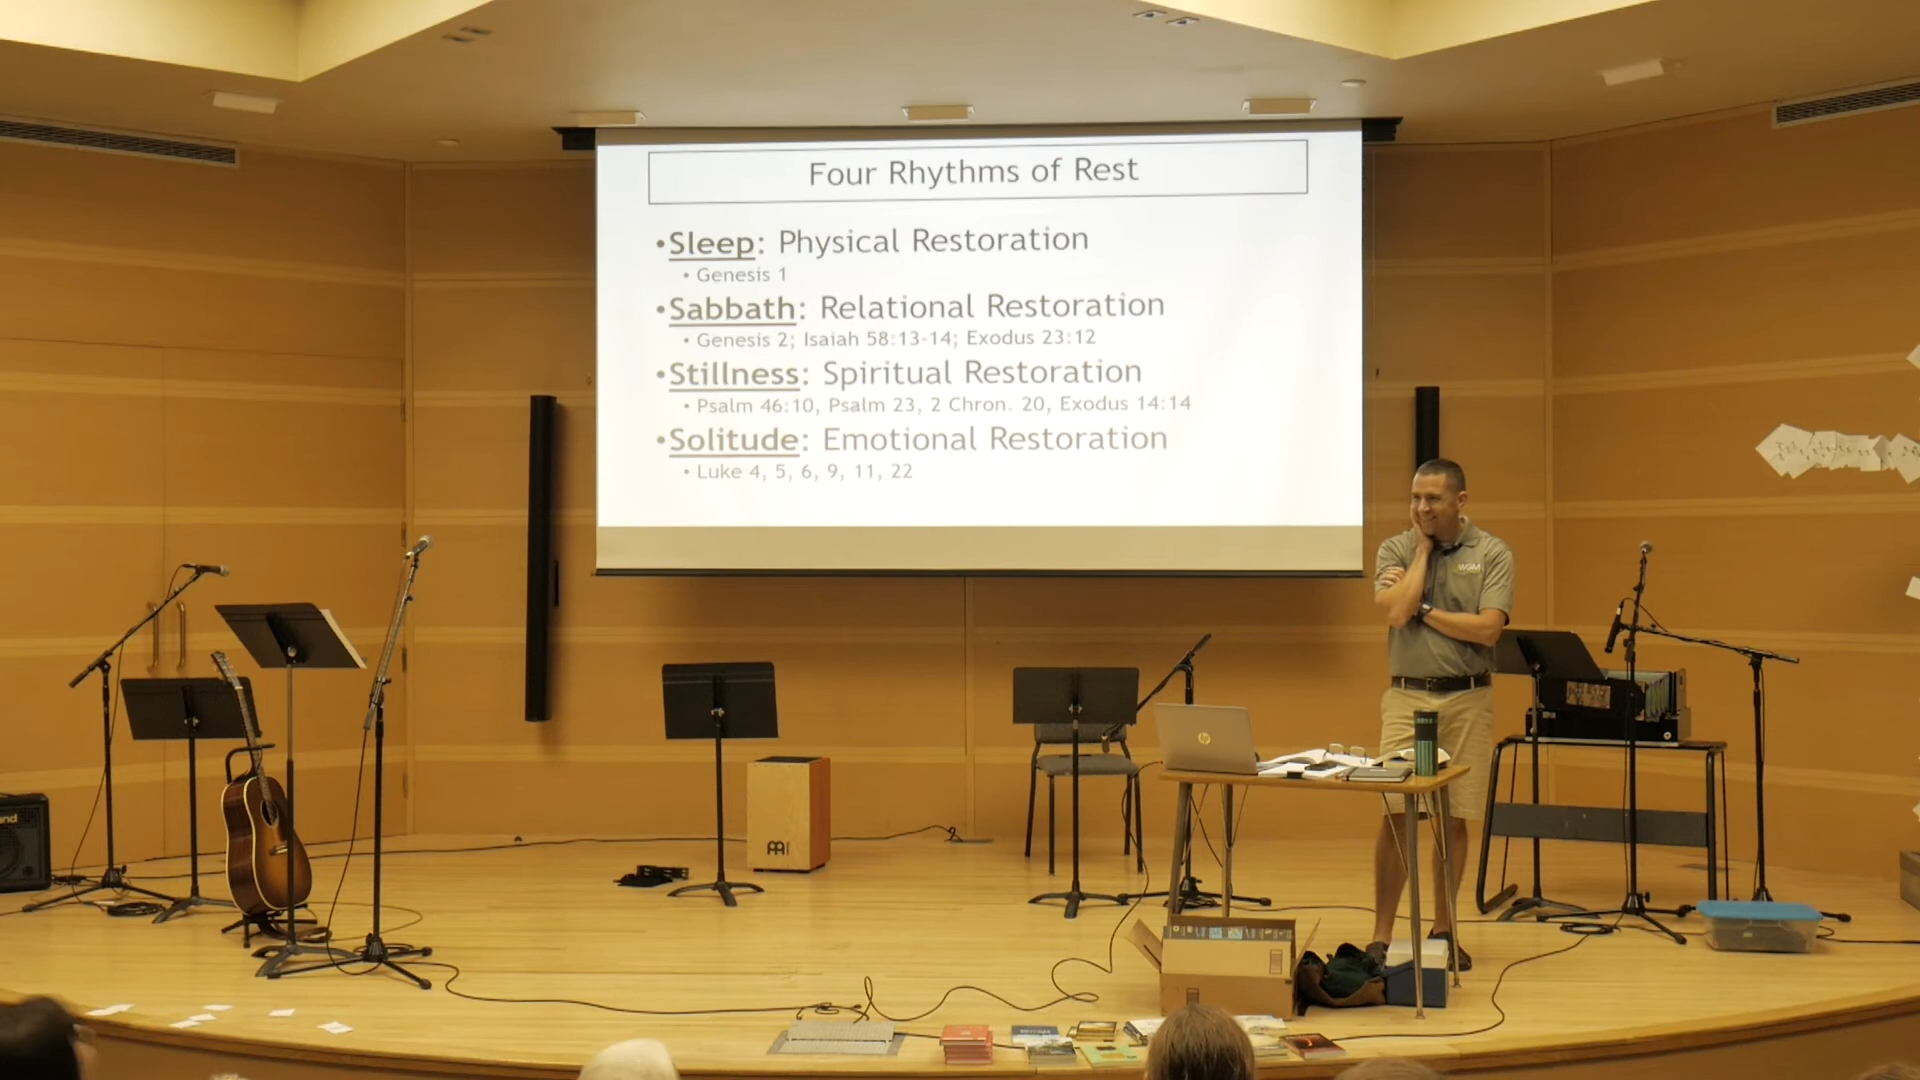 Four Rhythms of Rest
•Sleep: Physical Restoration
• Genesis 1
•Sabbath: Relational Restoration
• Genesis 2; Isaiah 58:13-14; Exodus 23:12
•Stillness: Spiritual Restoration
• Psalm 46:10, Psalm 23, 2 Chron. 20, Exodus 14:14
•Solitude: Emotional Restoration
• Luke 4, 5, 6, 9, 11, 22
WGM
hp